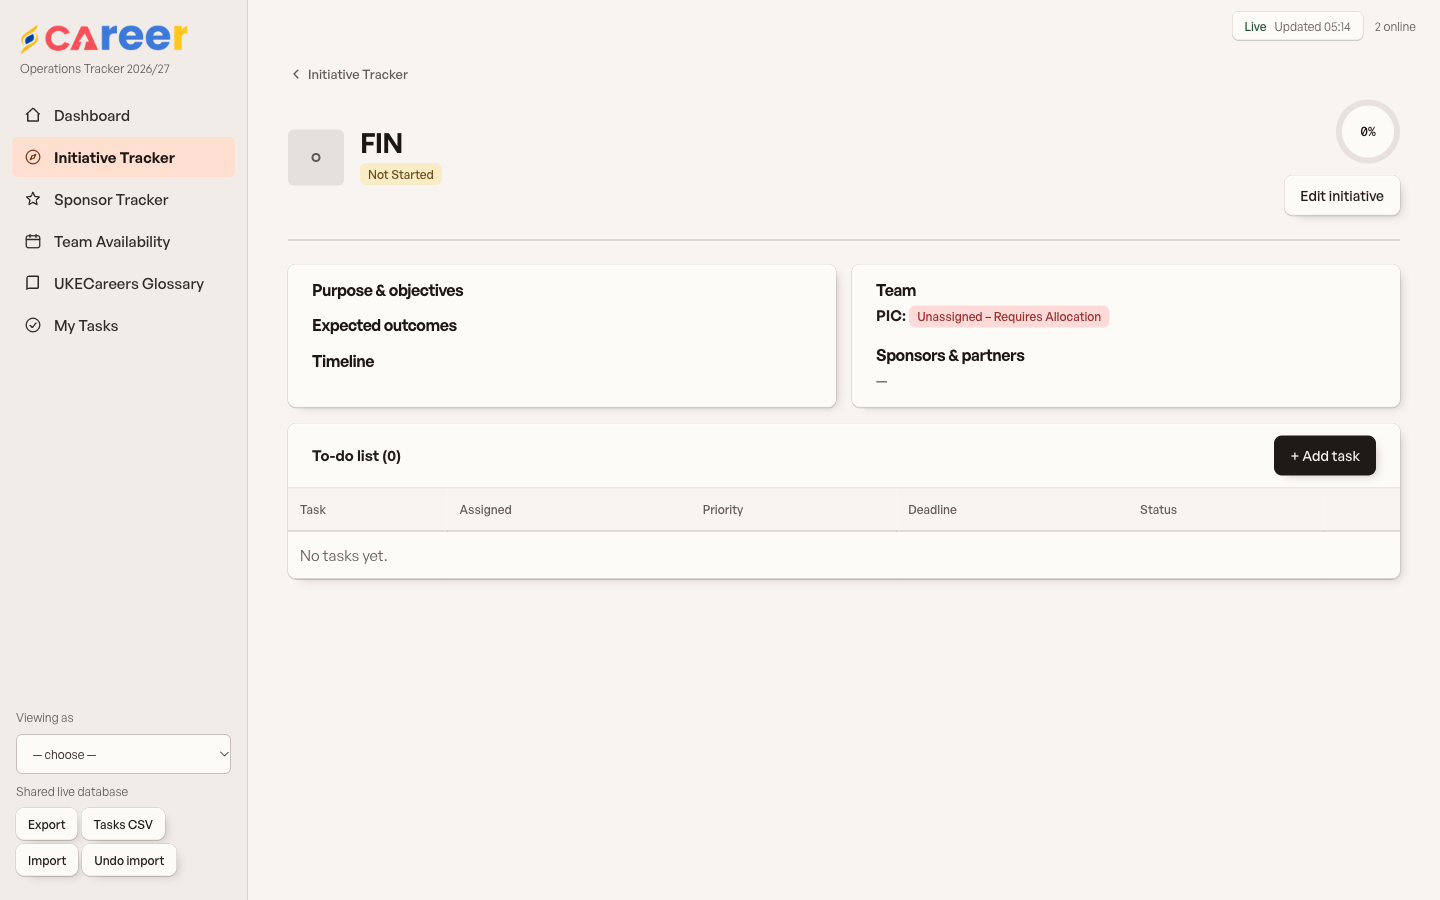 career
Operations Tracker 2026/27
Dashboard
Initiative Tracker
Sponsor Tracker
Team Availability
UKECareers Glossary
My Tasks
Viewing as
— choose —
Shared live database
Export
Tasks CSV
Import
Undo import
Live Updated 05:14
2 online
Initiative Tracker
FIN
Not Started
0%
Edit initiative
Purpose & objectives
Expected outcomes
Timeline
Team
PIC: Unassigned – Requires Allocation
Sponsors & partners
—
To-do list (0)
+ Add task
Task Assigned Priority Deadline Status
No tasks yet.